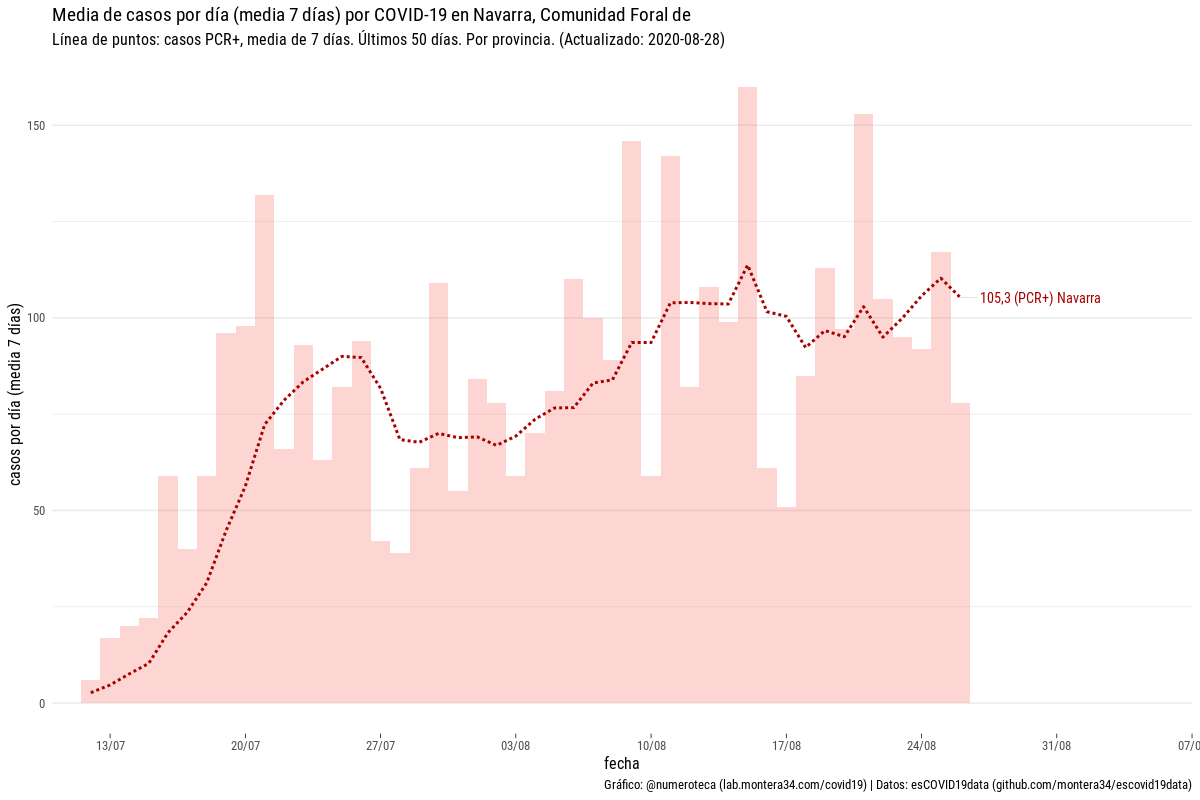 Media de casos por día (media 7 días) por COVID-19 en Navarra, Comunidad Foral de
Línea de puntos: casos PCR+, media de 7 días. Últimos 50 días. Por provincia. (Actualizado: 2020-08-28)
casos por día (media 7 días)
150
100
50
0
105,3 (PCR+) Navarra
13/07
20/07
27/07
03/08
10/08
17/08
24/08
31/08
07/0
fecha
Gráfico: @numeroteca (lab.montera34.com/covid19) | Datos: esCOVID19data (github.com/montera34/escovid19data)